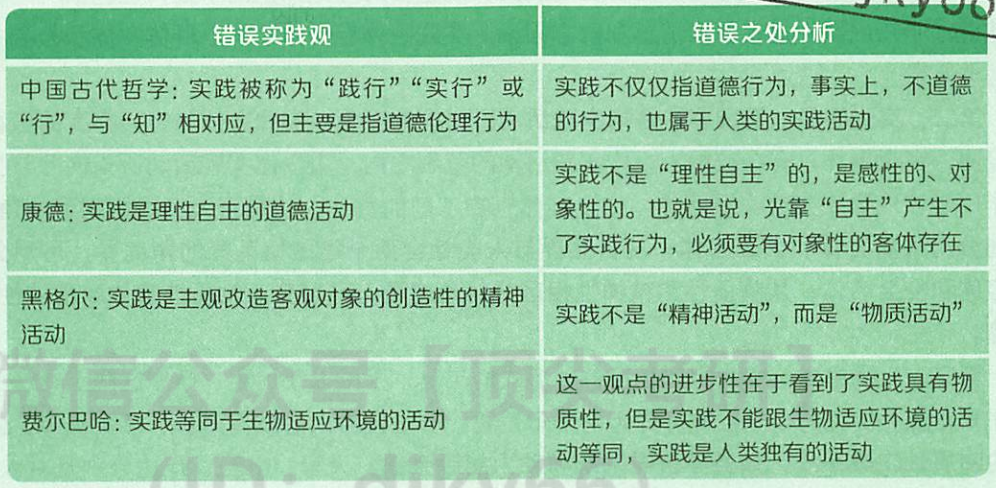 错误实践观
错误之处分析
中国古代哲学：实践被称为“践行”“实行”或
“行”，与“知”相对应，但主要是指道德伦理行为
实践不仅仅指道德行为，事实上，不道德
的行为，也属于人类的实践活动
康德：实践是理性自主的道德活动
实践不是“理性自主”的，是感性的、对
象性的。也就是说，光靠“自主”产生不
了实践行为，必须要有对象性的客体存在
黑格尔：实践是主观改造客观对象的创造性的精神
活动
实践不是“精神活动”，而是“物质活动”
费尔巴哈：实践等同于生物适应环境的活动
这一观点的进步性在于看到了实践具有物
质性，但是实践不能跟生物适应环境的活
动等同，实践是人类独有的活动
微信公众号【顶尖考研】